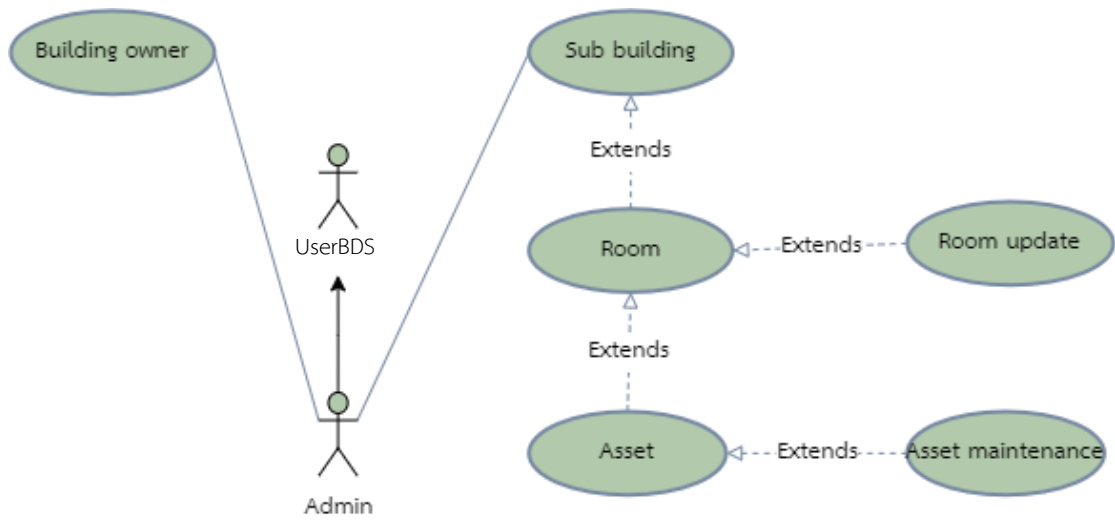 Building owner
Sub building
Extends
UserBDS
Room
Extends
Room update
Extends
Asset
Extends
Asset maintenance
Admin